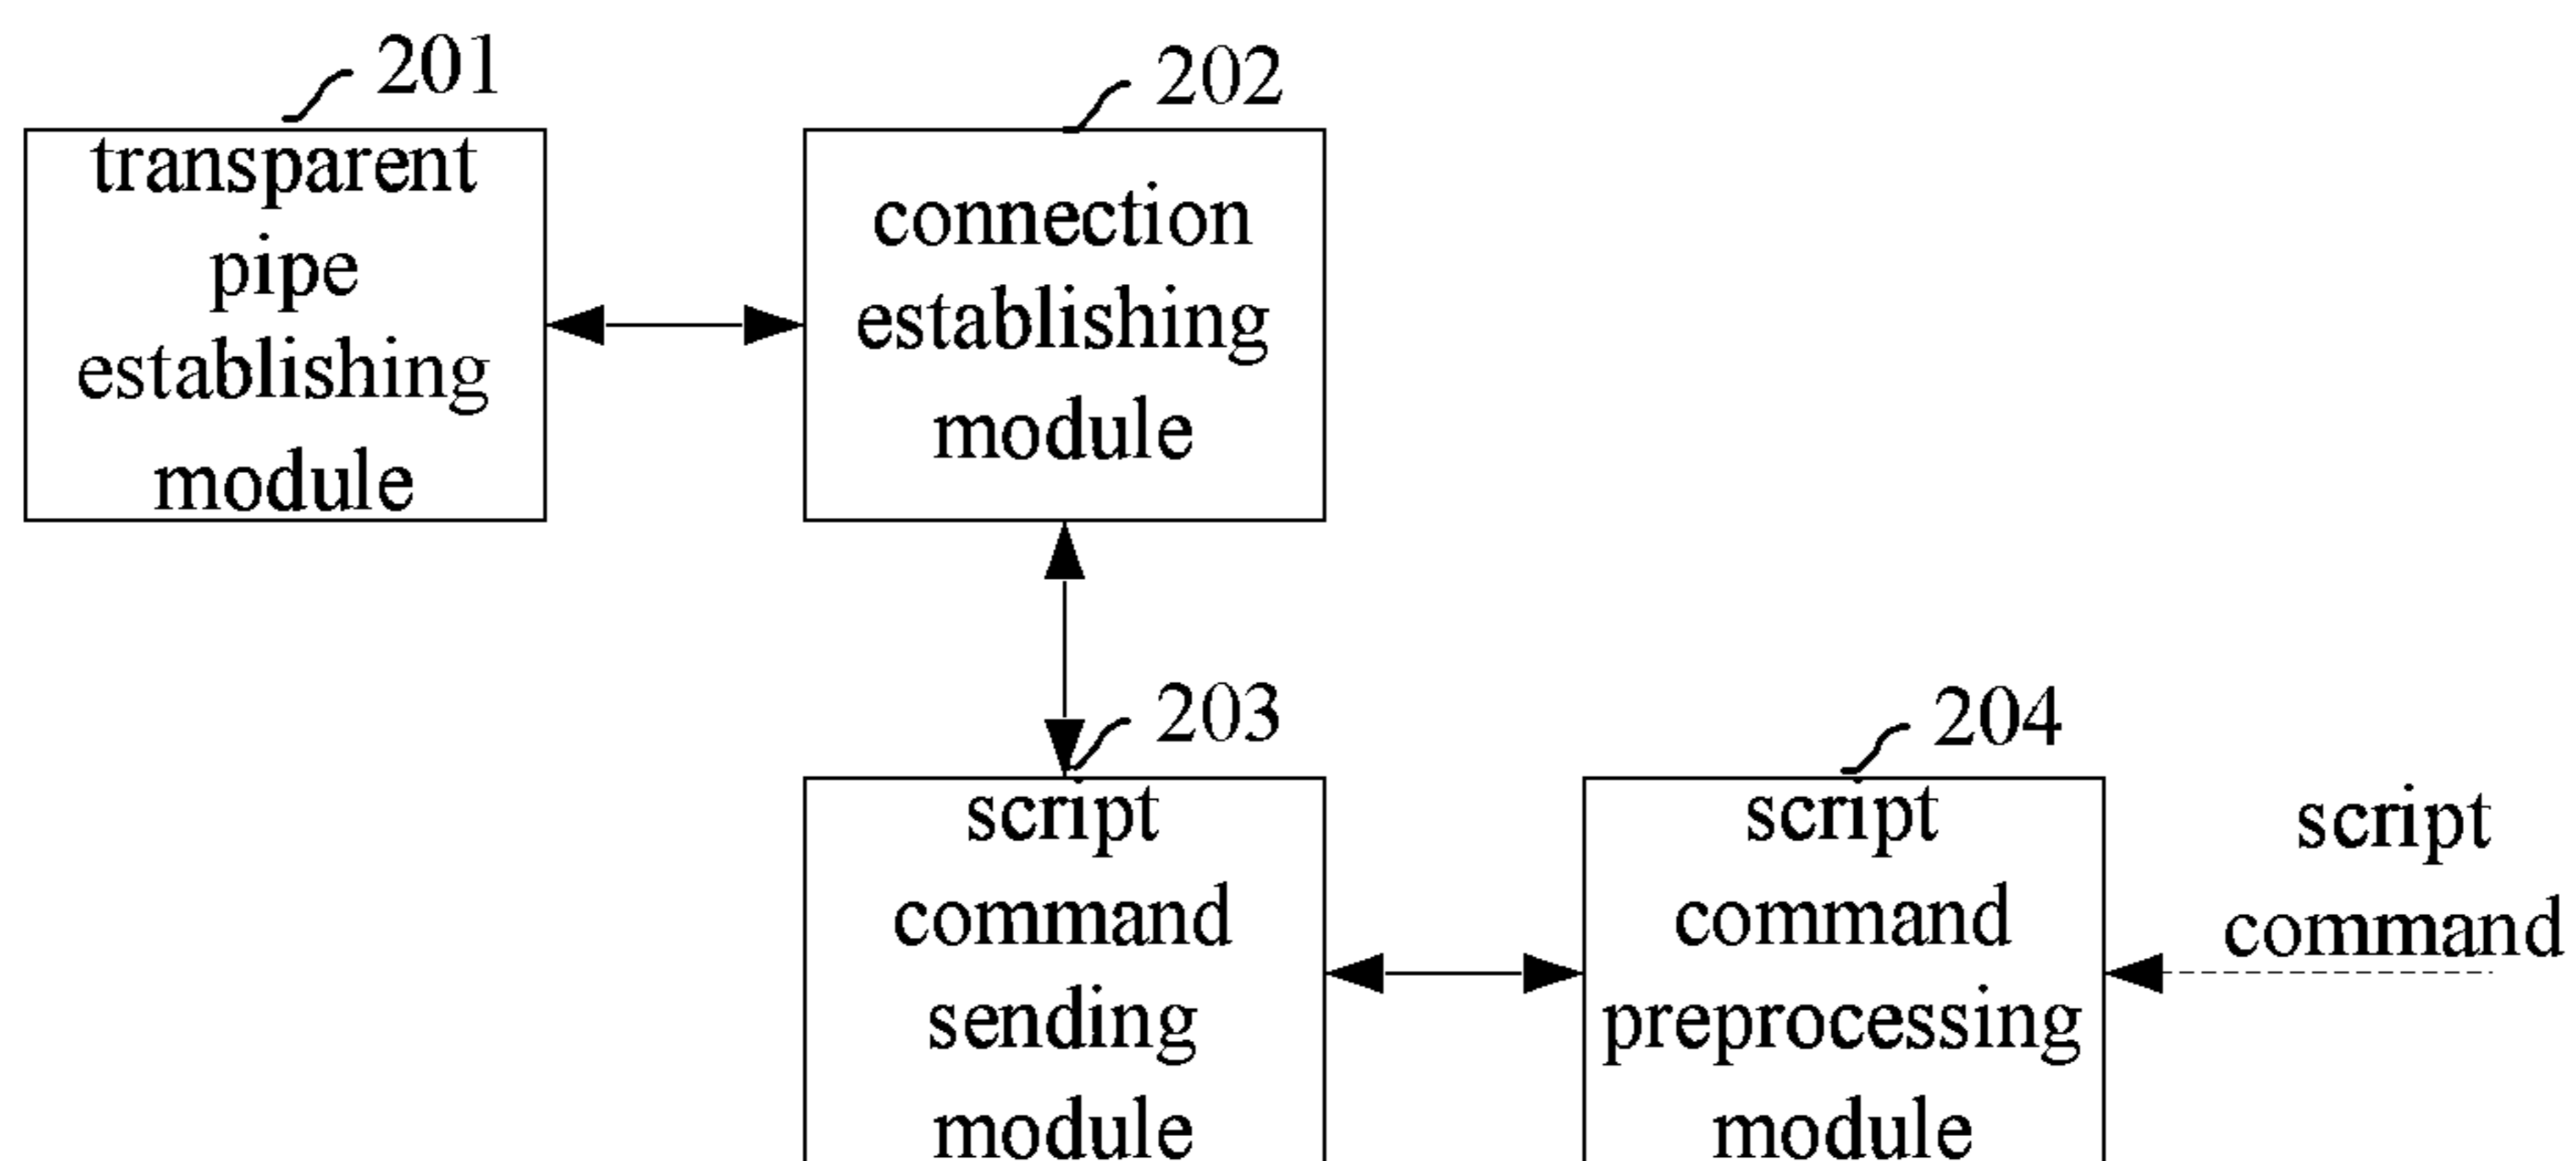 201
transparent
pipe
establishing
module
202
connection
establishing
module
203
script
command
sending
module
204
script
command
preprocessing
module
script
command